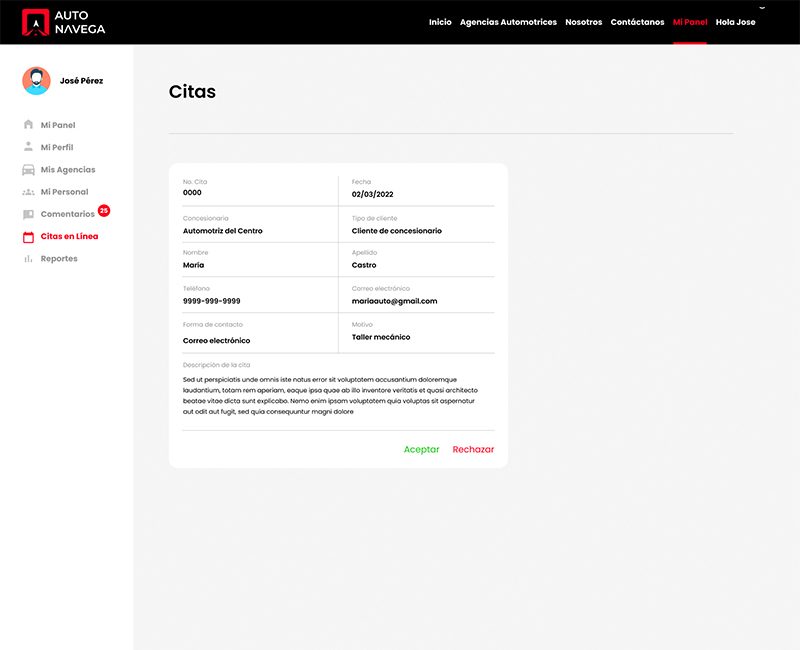 AUTO
NAVEGA
Inicio Agencias Automotrices Nosotros Contáctanos Mi Panel Hola Jose
José Pérez
Mi Panel
Mi Perfil
Mis Agencias
Mi Personal
Comentarios 25
Citas en Línea
Reportes
Citas
No. Cita Fecha
0000 02/03/2022
Concesionaria Tipo de cliente
Automotriz del Centro Cliente de concesionario
Nombre Apellido
María Castro
Teléfono Correo electrónico
9999-999-9999 mariaauto@gmail.com
Forma de contacto Motivo
Correo electrónico Taller mecánico
Descripción de la cita
Sed ut perspiciatis unde omnis iste natus error sit voluptatem accusantium doloremque
laudantium, totam rem aperiam, eaque ipsa quae ab illo inventore veritatis et quasi architecto
beatae vitae dicta sunt explicabo. Nemo enim ipsam voluptatem quia voluptas sit aspernatur
aut odit aut fugit, sed quia consequuntur magni dolore
Aceptar Rechazar